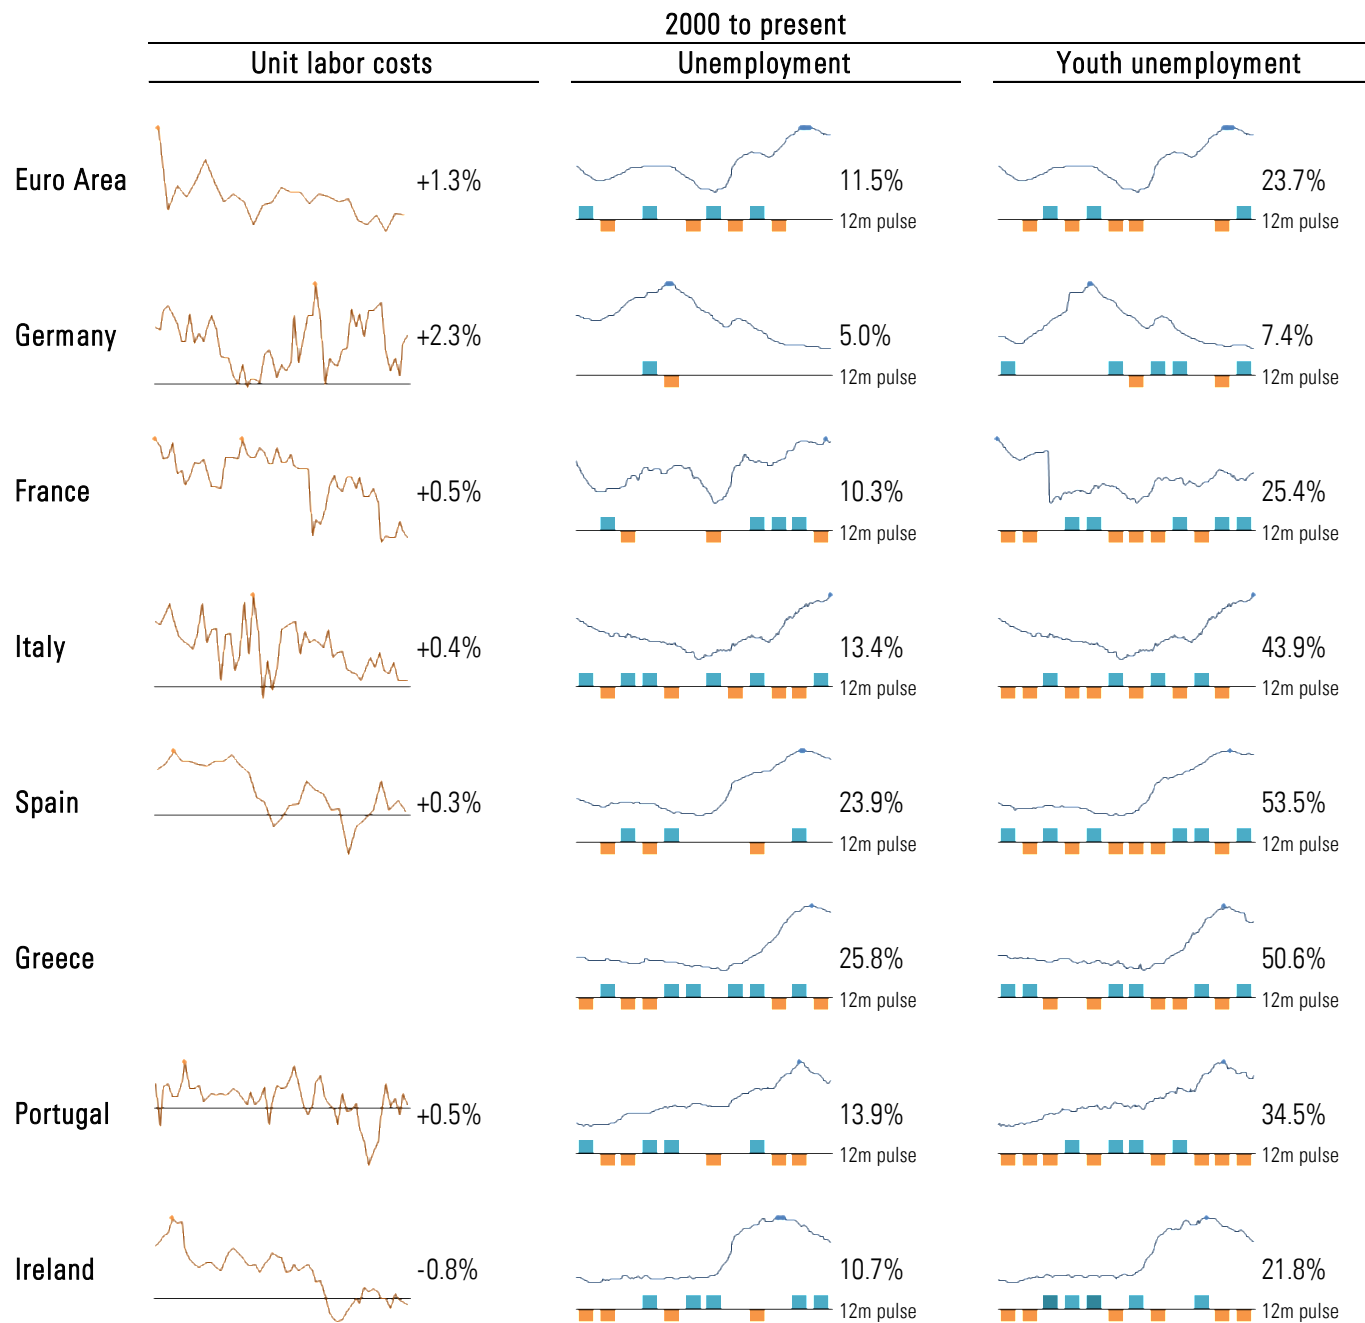 2000 to present
Unit labor costs Unemployment Youth unemployment
Euro Area +1.3% 11.5% 23.7%
12m pulse 12m pulse
Germany +2.3% 5.0% 7.4%
12m pulse 12m pulse
France +0.5% 10.3% 25.4%
12m pulse 12m pulse
Italy +0.4% 13.4% 43.9%
12m pulse 12m pulse
Spain +0.3% 23.9% 53.5%
12m pulse 12m pulse
Greece 25.8% 50.6%
12m pulse 12m pulse
Portugal +0.5% 13.9% 34.5%
12m pulse 12m pulse
Ireland -0.8% 10.7% 21.8%
12m pulse 12m pulse